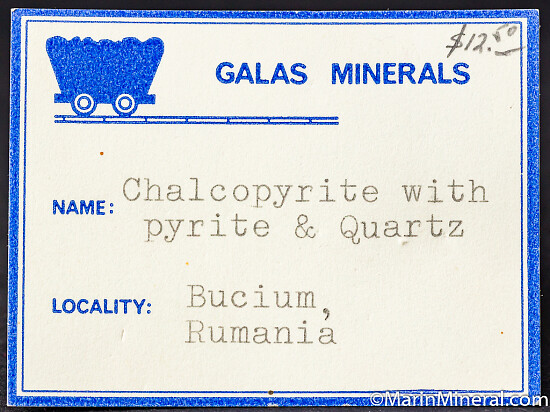 $12.50
GALAS MINERALS
NAME: Chalcopyrite with
pyrite & Quartz
LOCALITY: Bucium,
Rumania
©MarinMineral.com